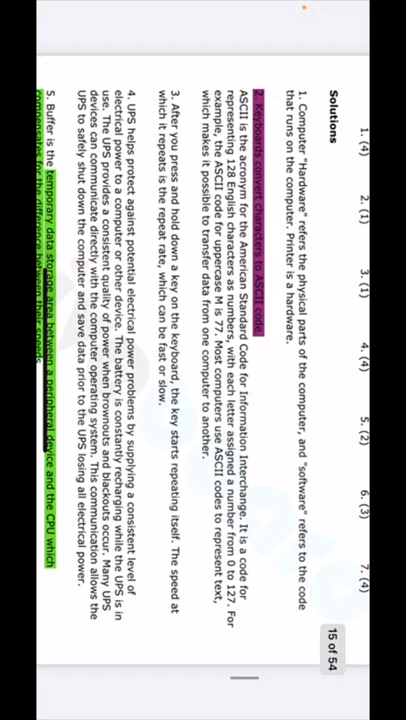 1. (4) 2. (1) 3. (1) 4. (4) 5. (2) 6. (3) 7. (4)
15 of 54
Solutions
1. Computer "Hardware" refers the physical parts of the computer, and "software" refers to the code
that runs on the computer. Printer is a hardware.
2. Keyboards convert characters to ASCII code.
ASCII is the acronym for the American Standard Code for Information Interchange. It is a code for
representing 128 English characters as numbers, with each letter assigned a number from 0 to 127. For
example, the ASCII code for uppercase M is 77. Most computers use ASCII codes to represent text,
which makes it possible to transfer data from one computer to another.
3. After you press and hold down a key on the keyboard, the key starts repeating itself. The speed at
which it repeats is the repeat rate, which can be fast or slow.
4. UPS helps protect against potential electrical power problems by supplying a consistent level of
electrical power to a computer or other device. The battery is constantly recharging while the UPS is in
use. The UPS provides a consistent quality of power when brownouts and blackouts occur. Many UPS
devices can communicate directly with the computer operating system. This communication allows the
UPS to safely shut down the computer and save data prior to the UPS losing all electrical power.
5. Buffer is the temporary data storage area between a peripheral device and the CPU which
compensates for the difference between their speeds.